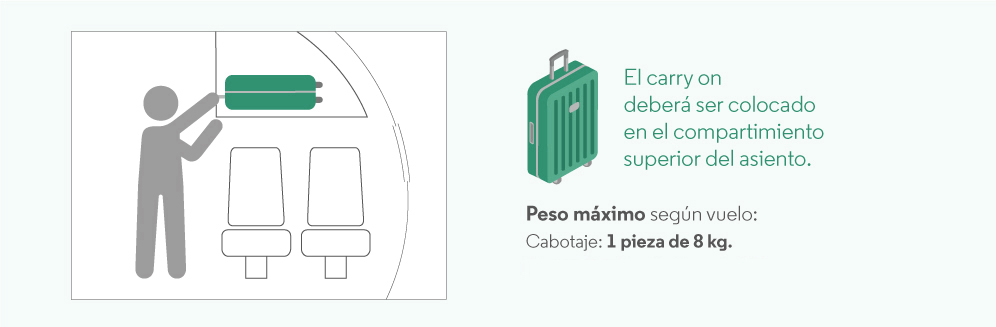 El carry on
deberá ser colocado
en el compartimiento
superior del asiento.
Peso máximo según vuelo:
Cabotaje: 1 pieza de 8 kg.